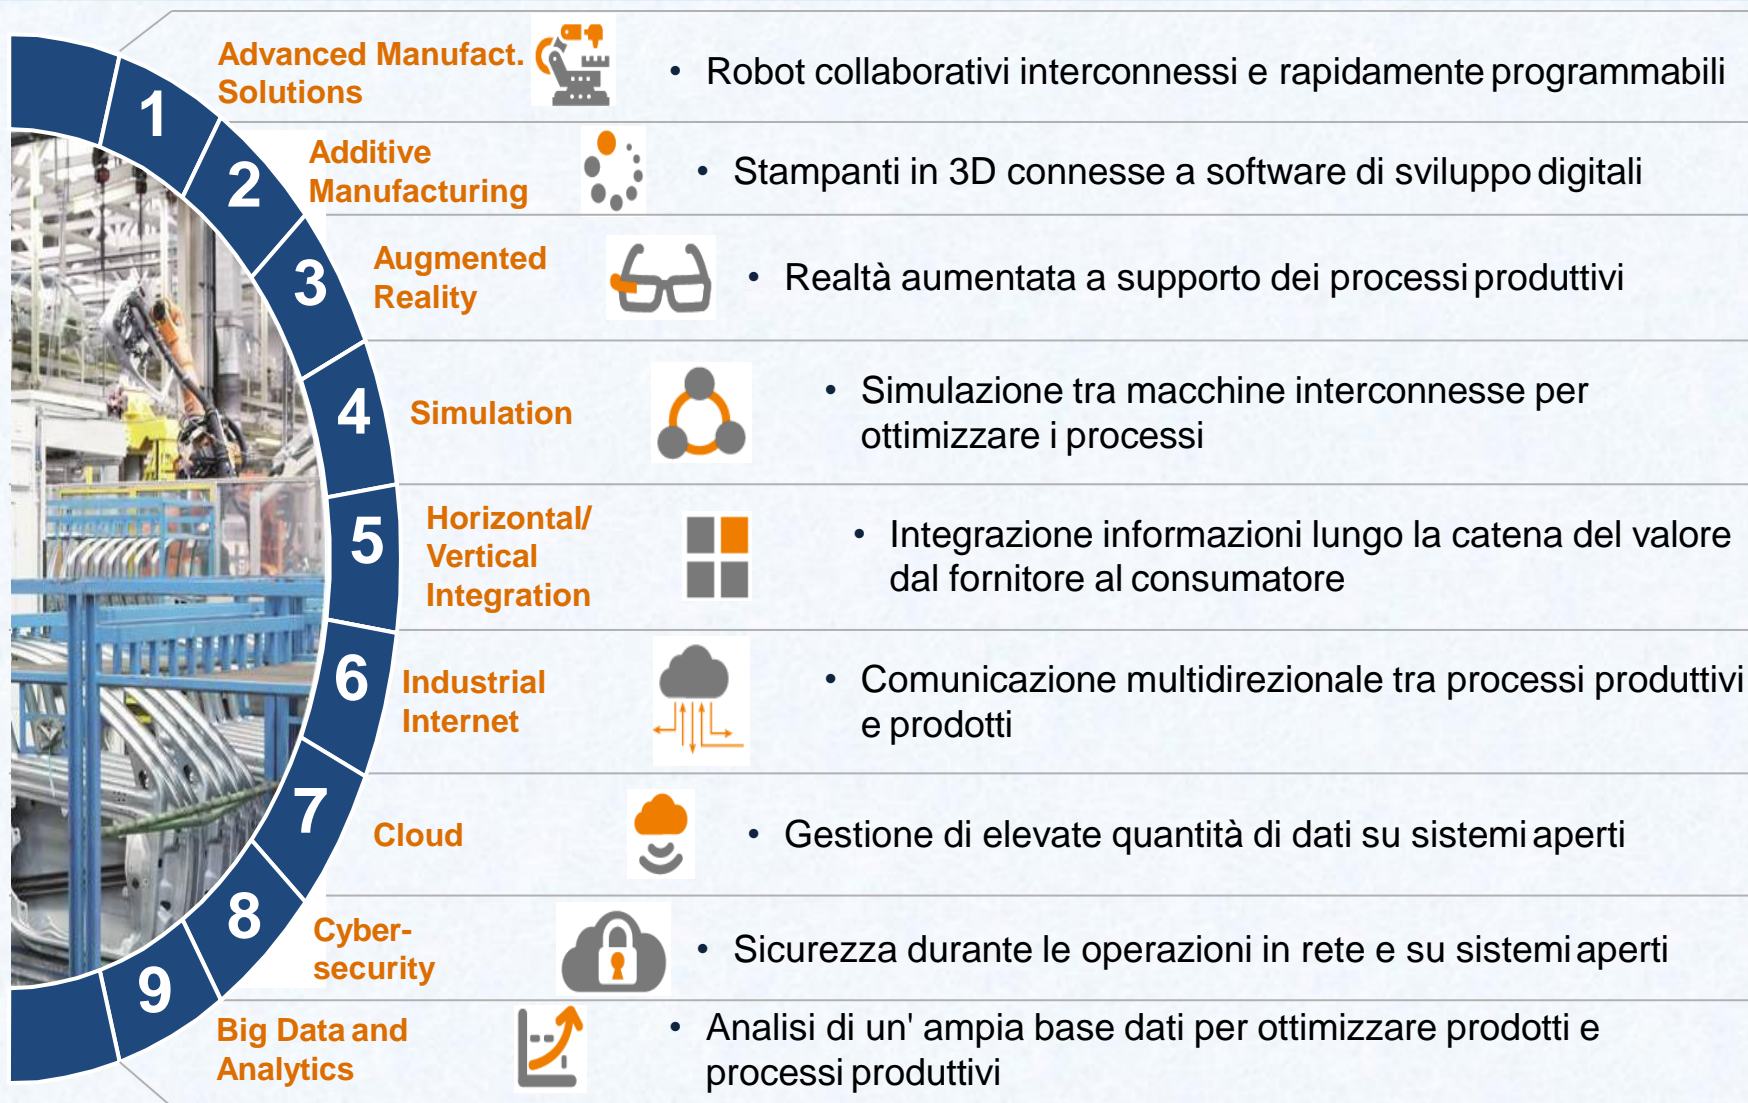 1
Advanced Manufact.
Solutions
• Robot collaborativi interconnessi e rapidamente programmabili
2
Additive
Manufacturing
• Stampanti in 3D connesse a software di sviluppo digitali
3
Augmented
Reality
• Realtà aumentata a supporto dei processi produttivi
4
Simulation
• Simulazione tra macchine interconnesse per
ottimizzare i processi
5
Horizontal/
Vertical
Integration
• Integrazione informazioni lungo la catena del valore
dal fornitore al consumatore
6
Industrial
Internet
• Comunicazione multidirezionale tra processi produttivi
e prodotti
7
Cloud
• Gestione di elevate quantità di dati su sistemi aperti
8
Cyber-
security
• Sicurezza durante le operazioni in rete e su sistemi aperti
9
Big Data and
Analytics
• Analisi di un' ampia base dati per ottimizzare prodotti e
processi produttivi